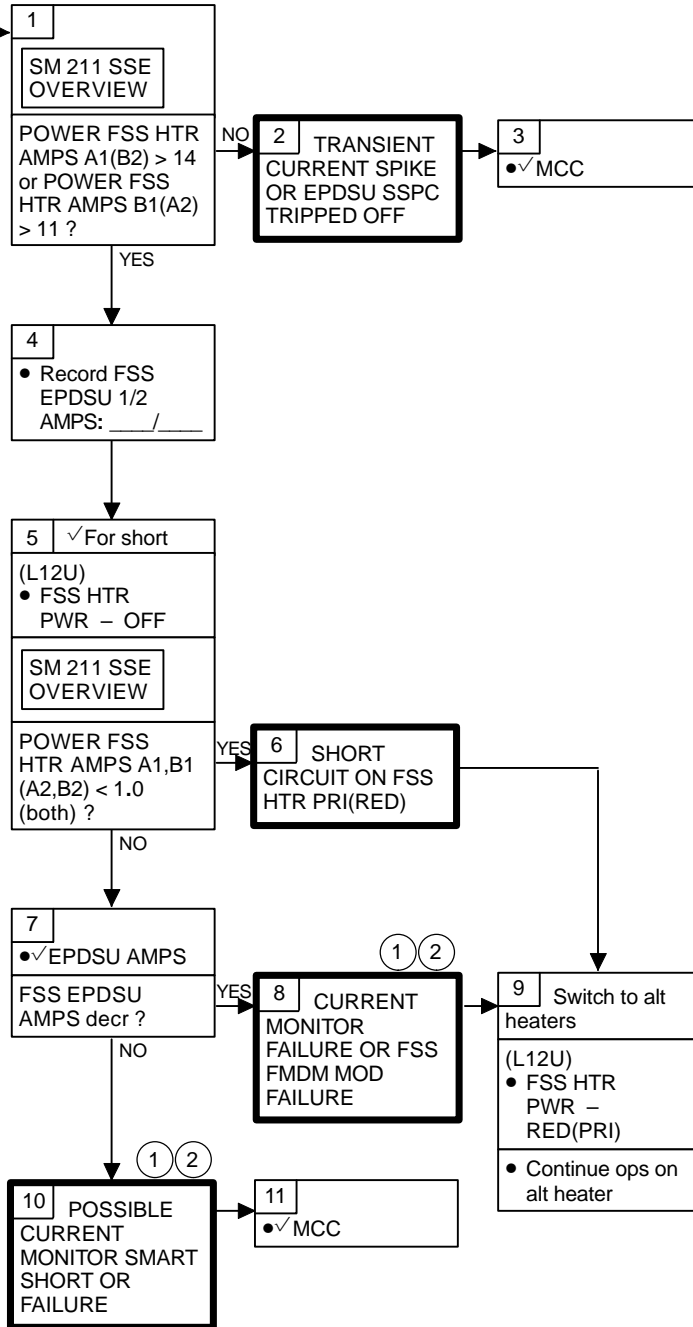 1
SM 211 SSE
OVERVIEW
POWER FSS HTR
AMPS A1(B2) > 14
or POWER FSS
HTR AMPS B1(A2)
> 11 ?
NO
2 TRANSIENT
CURRENT SPIKE
OR EPDSU SSPC
TRIPPED OFF
3
●√MCC
YES
4
● Record FSS
EPDSU 1/2
AMPS: ____/____
5 √For short
(L12U)
● FSS HTR
PWR – OFF
SM 211 SSE
OVERVIEW
POWER FSS
HTR AMPS A1,B1
(A2,B2) < 1.0
(both) ?
YES
6 SHORT
CIRCUIT ON FSS
HTR PRI(RED)
NO
7
●√EPDSU AMPS
FSS EPDSU
AMPS decr ?
YES
1 2
8 CURRENT
MONITOR
FAILURE OR FSS
FMDM MOD
FAILURE
9 Switch to alt
heaters
(L12U)
● FSS HTR
PWR –
RED(PRI)
● Continue ops on
alt heater
NO
1 2
10 POSSIBLE
CURRENT
MONITOR SMART
SHORT OR
FAILURE
11
●√MCC